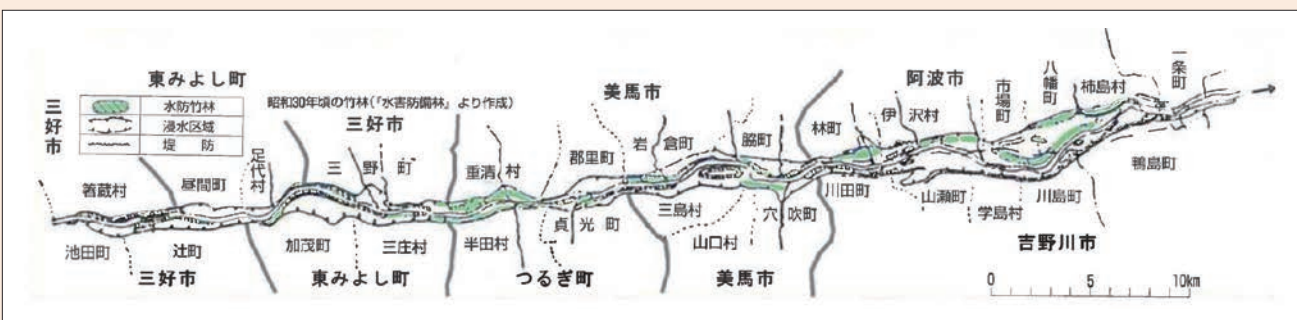 東みよし町
三好市
水防竹林
浸水区域
堤 防
昭和30年頃の竹林(「水害防備林」より作成)
三好市
美馬市
阿波市
箸蔵村
昼間町
足代村
三 野 町
重清村
郡里町
岩倉町
脇町
林町
伊沢村
市場町
八幡町
柿島村
一条町
池田町
辻町
加茂町
三庄村
半田村
貞光町
三島村
山口村
穴吹町
川田町
山瀬町
学島村
川島町
鴨島町
三好市
東みよし町
つるぎ町
美馬市
吉野川市
0 5 10km